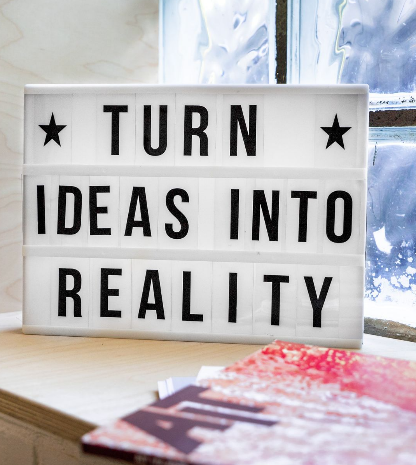 ★ TURN ★
IDEAS INTO
REALITY